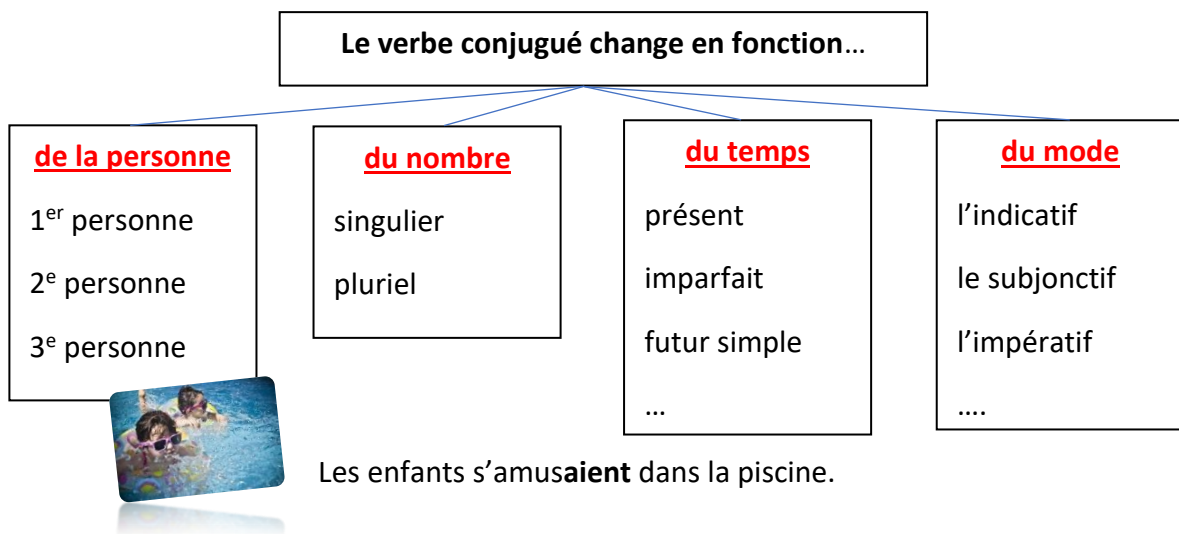 Le verbe conjugué change en fonction…
de la personne
1er personne
2e personne
3e personne
du nombre
singulier
pluriel
du temps
présent
imparfait
futur simple
…
du mode
l’indicatif
le subjonctif
l’impératif
….
Les enfants s’amusaient dans la piscine.